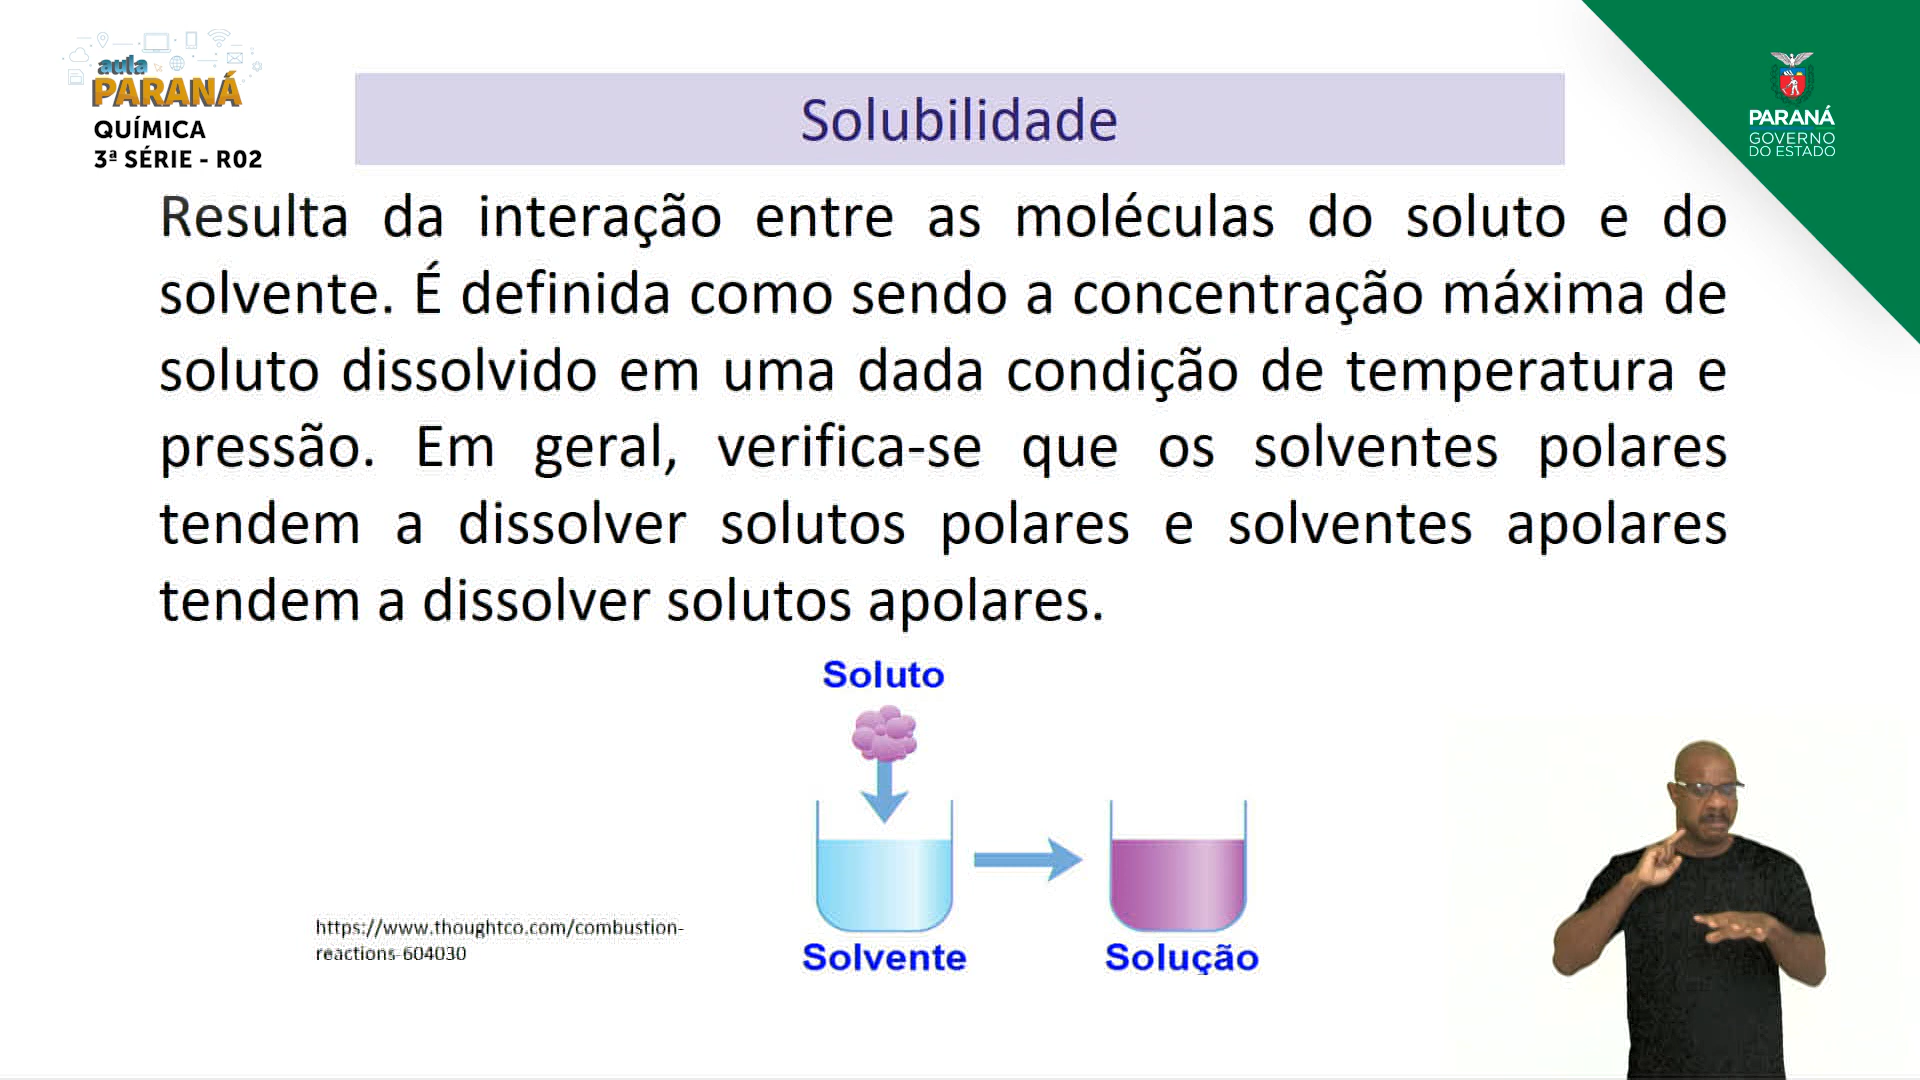 aula
PARANÁ
QUÍMICA
3ª SÉRIE - R02
Solubilidade
PARANÁ
GOVERNO
DO ESTADO
Resulta da interação entre as moléculas do soluto e do
solvente. É definida como sendo a concentração máxima de
soluto dissolvido em uma dada condição de temperatura e
pressão. Em geral, verifica-se que os solventes polares
tendem a dissolver solutos polares e solventes apolares
tendem a dissolver solutos apolares.
Soluto
Solvente
Solução
https://www.thoughtco.com/combustion-
reactions-604030